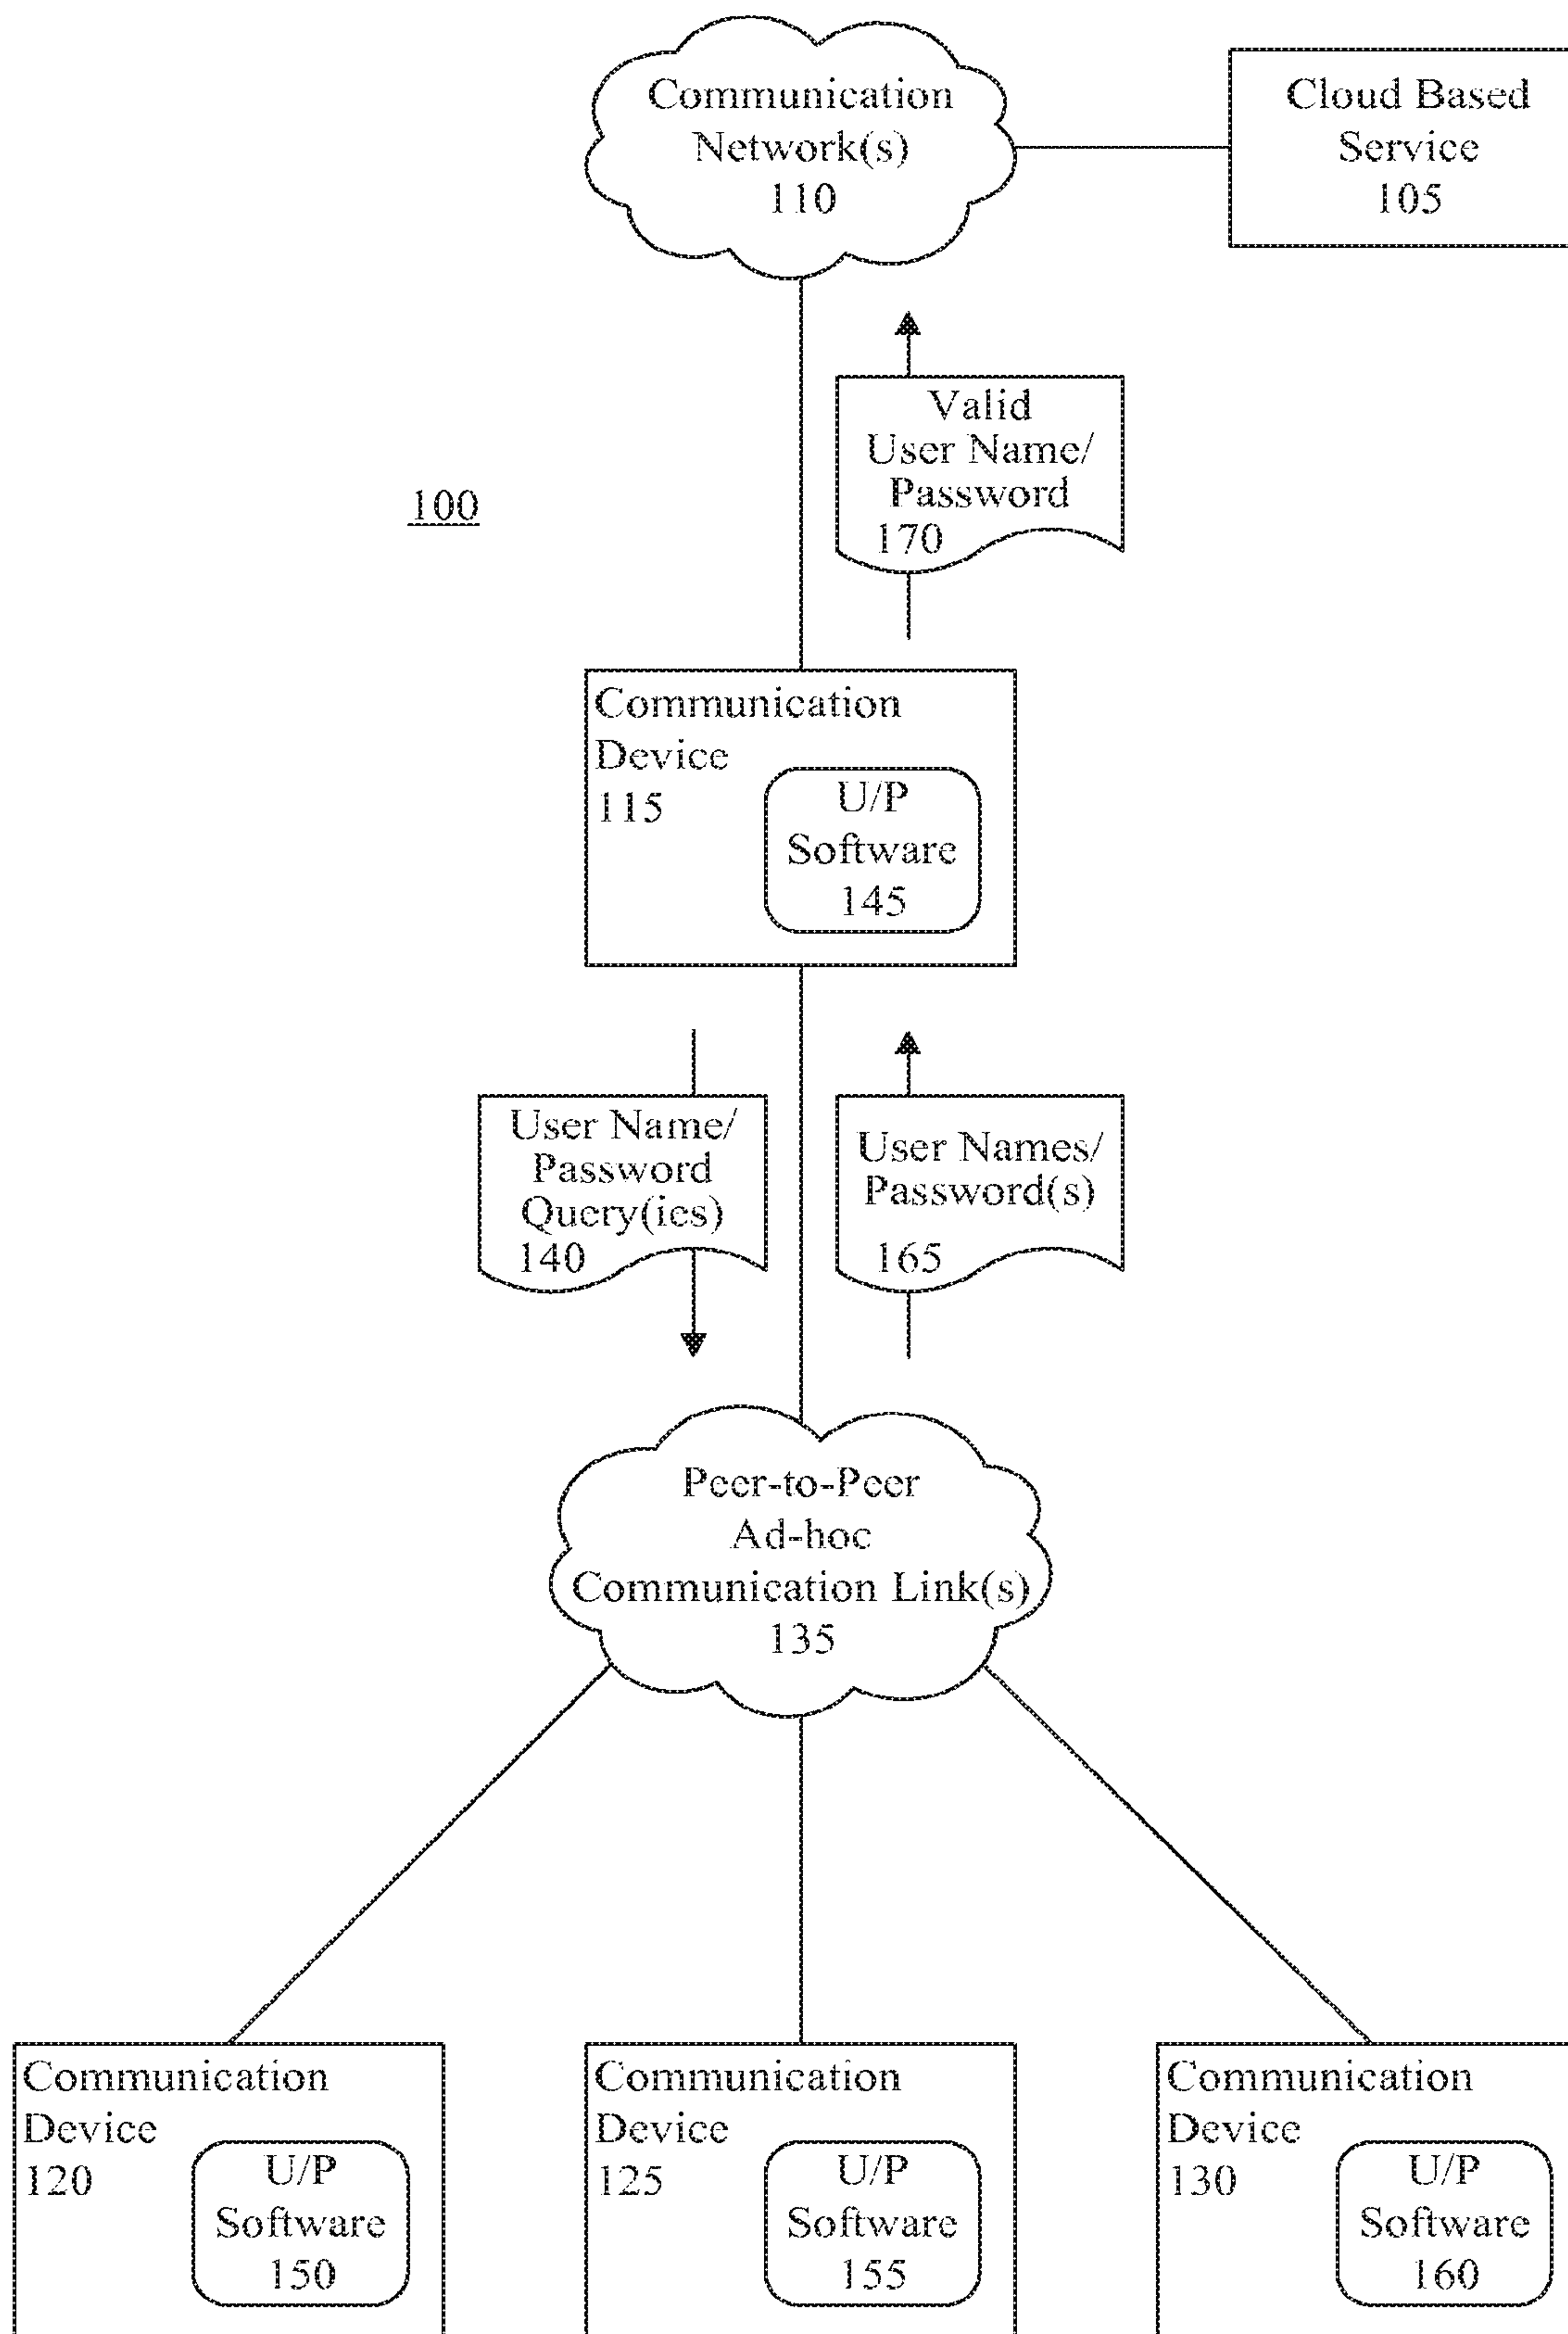 Communication
Network(s)
110
Cloud Based
Service
105
Valid
User Name/
Password
170
100
Communication
Device
115
U/P
Software
145
User Name/
Password
Query(ies)
140
User Names/
Password(s)
165
Peer-to-Peer
Ad-hoc
Communication Link(s)
135
Communication
Device
120
U/P
Software
150
Communication
Device
125
U/P
Software
155
Communication
Device
130
U/P
Software
160